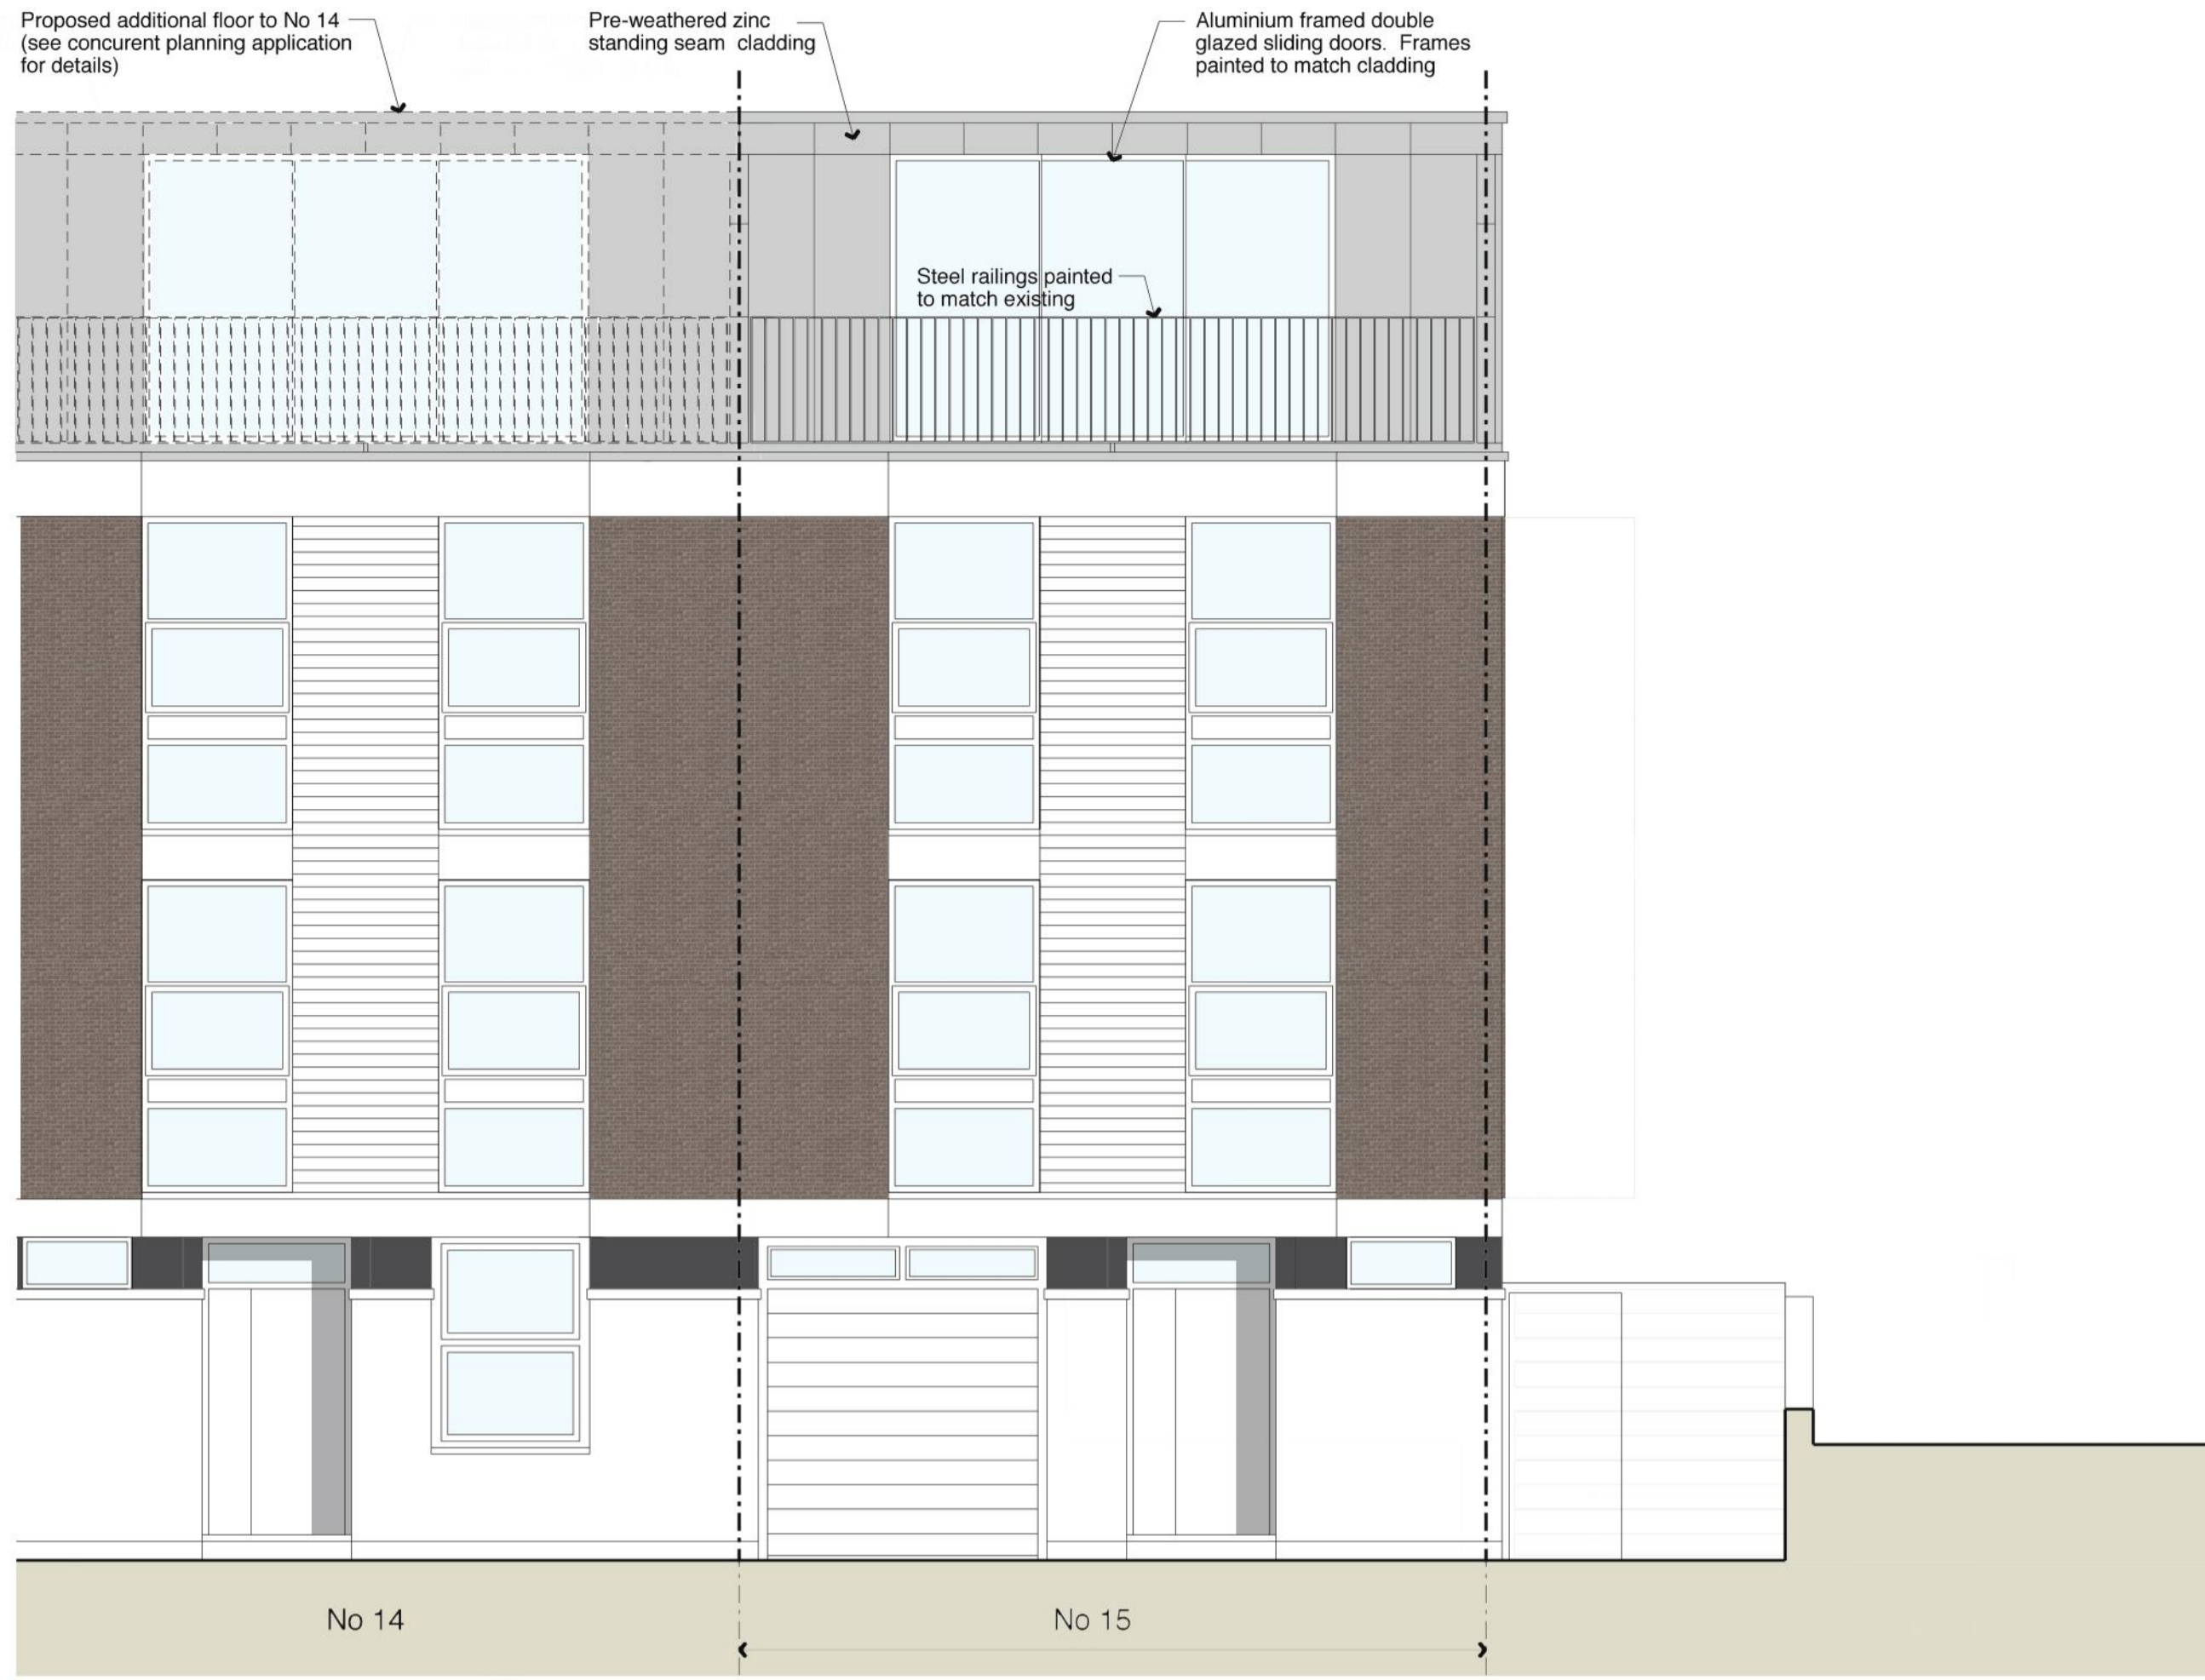 Proposed additional floor to No 14
(see concurent planning application
for details)
Pre-weathered zinc
standing seam cladding
Aluminium framed double
glazed sliding doors. Frames
painted to match cladding
Steel railings painted
to match existing
No 14
No 15